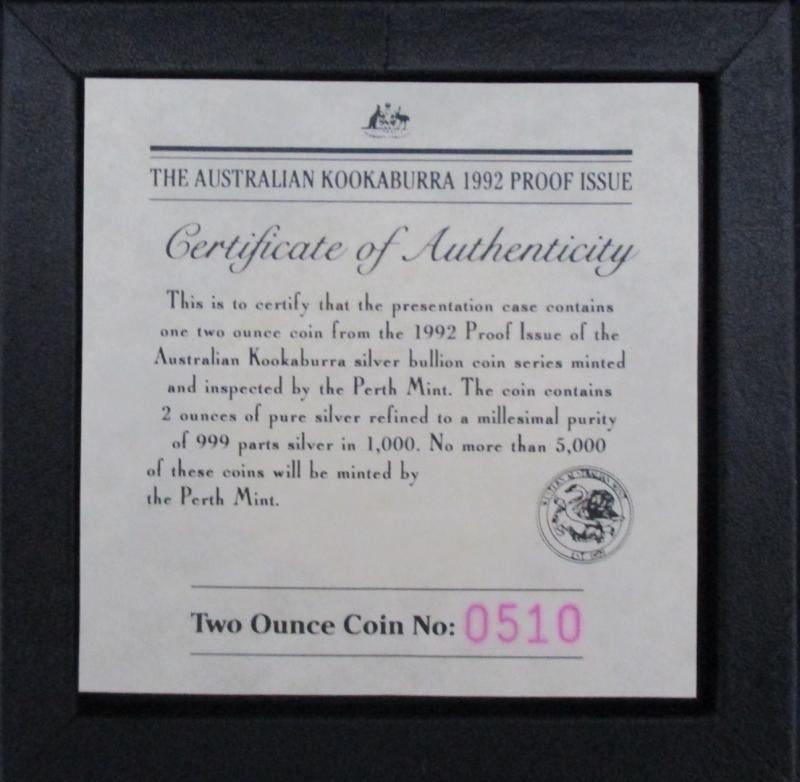 THE AUSTRALIAN KOOKABURRA 1992 PROOF ISSUE
Certificate of Authenticity
This is to certify that the presentation case contains
one two ounce coin from the 1992 Proof Issue of the
Australian Kookaburra silver bullion coin series minted
and inspected by the Perth Mint. The coin contains
2 ounces of pure silver refined to a millesimal purity
of 999 parts silver in 1,000. No more than 5,000
of these coins will be minted by
the Perth Mint.
EST
Two Ounce Coin No: 0510